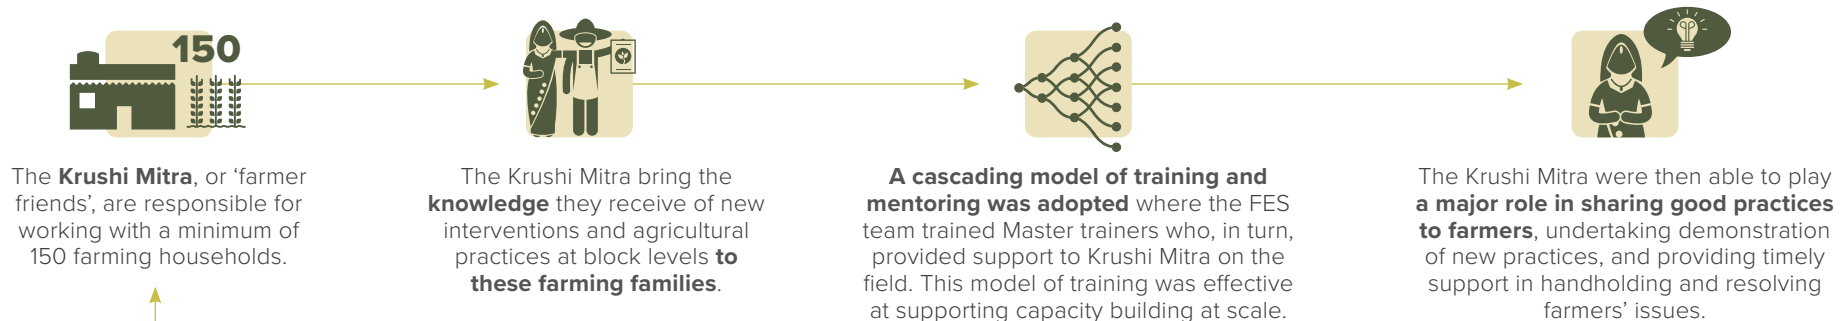 150
The Krushi Mitra, or ‘farmer
friends’, are responsible for
working with a minimum of
150 farming households.
The Krushi Mitra bring the
knowledge they receive of new
interventions and agricultural
practices at block levels to
these farming families.
A cascading model of training and
mentoring was adopted where the FES
team trained Master trainers who, in turn,
provided support to Krushi Mitra on the
field. This model of training was effective
at supporting capacity building at scale.
The Krushi Mitra were then able to play
a major role in sharing good practices
to farmers, undertaking demonstration
of new practices, and providing timely
support in handholding and resolving
farmers’ issues.